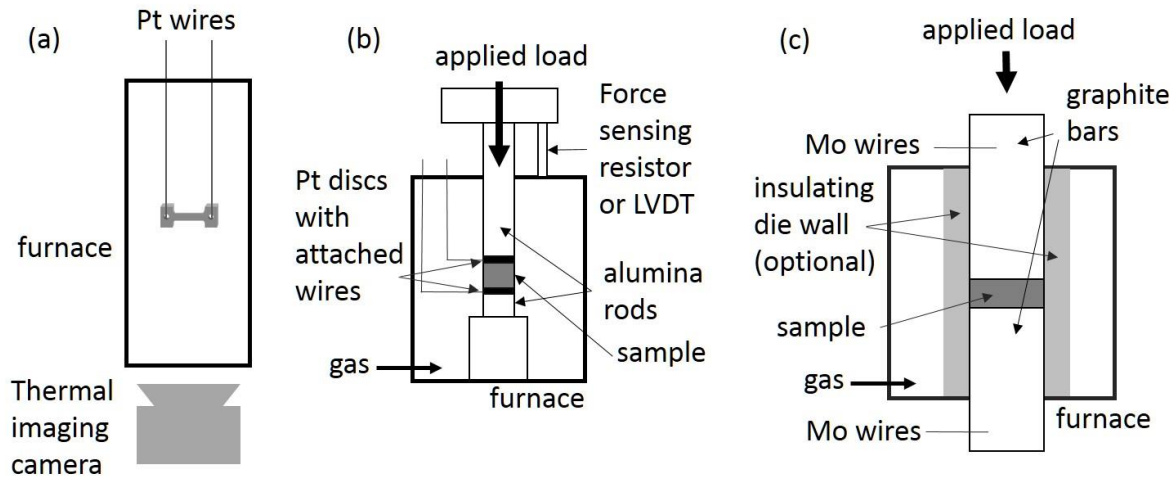 (a)
Pt wires
furnace
Thermal
imaging
camera
(b)
applied load
Force
sensing
resistor
or LVDT
Pt discs
with
attached
wires
alumina
rods
sample
gas
furnace
(c)
applied load
graphite
bars
Mo wires
insulating
die wall
(optional)
sample
gas
furnace
Mo wires